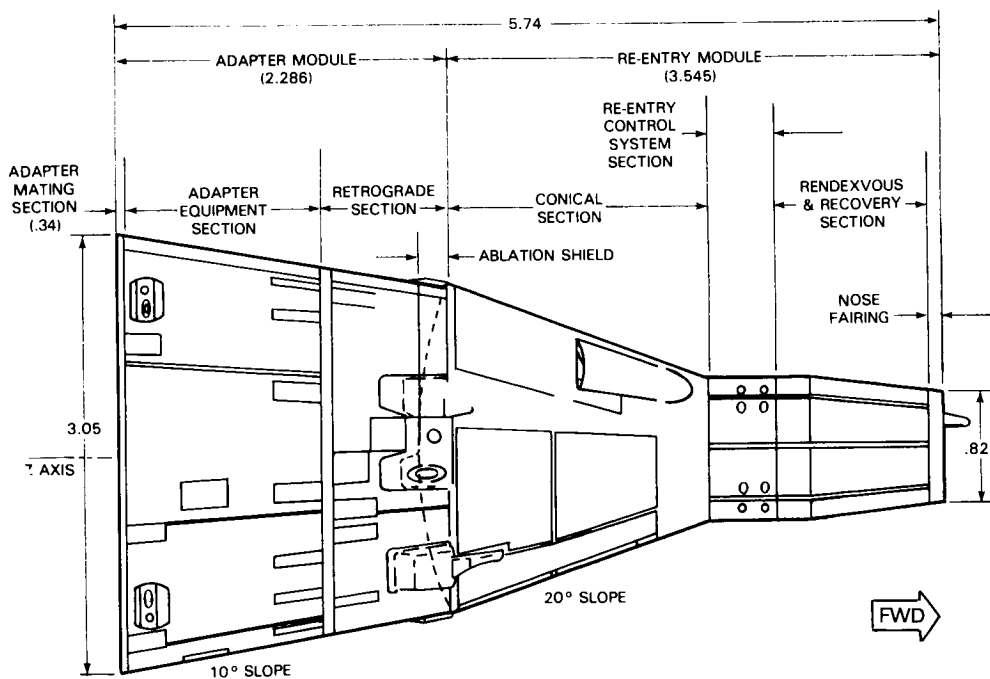 5.74
ADAPTER MODULE
(2.286)
RE-ENTRY MODULE
(3.545)
RE-ENTRY
CONTROL
SYSTEM
SECTION
ADAPTER
MATING
SECTION
(.34)
ADAPTER
EQUIPMENT
SECTION
RETROGRADE
SECTION
CONICAL
SECTION
RENDEXVOUS
& RECOVERY
SECTION
ABLATION SHIELD
NOSE
FAIRING
3.05
AXIS
.82
20° SLOPE
FWD
10° SLOPE